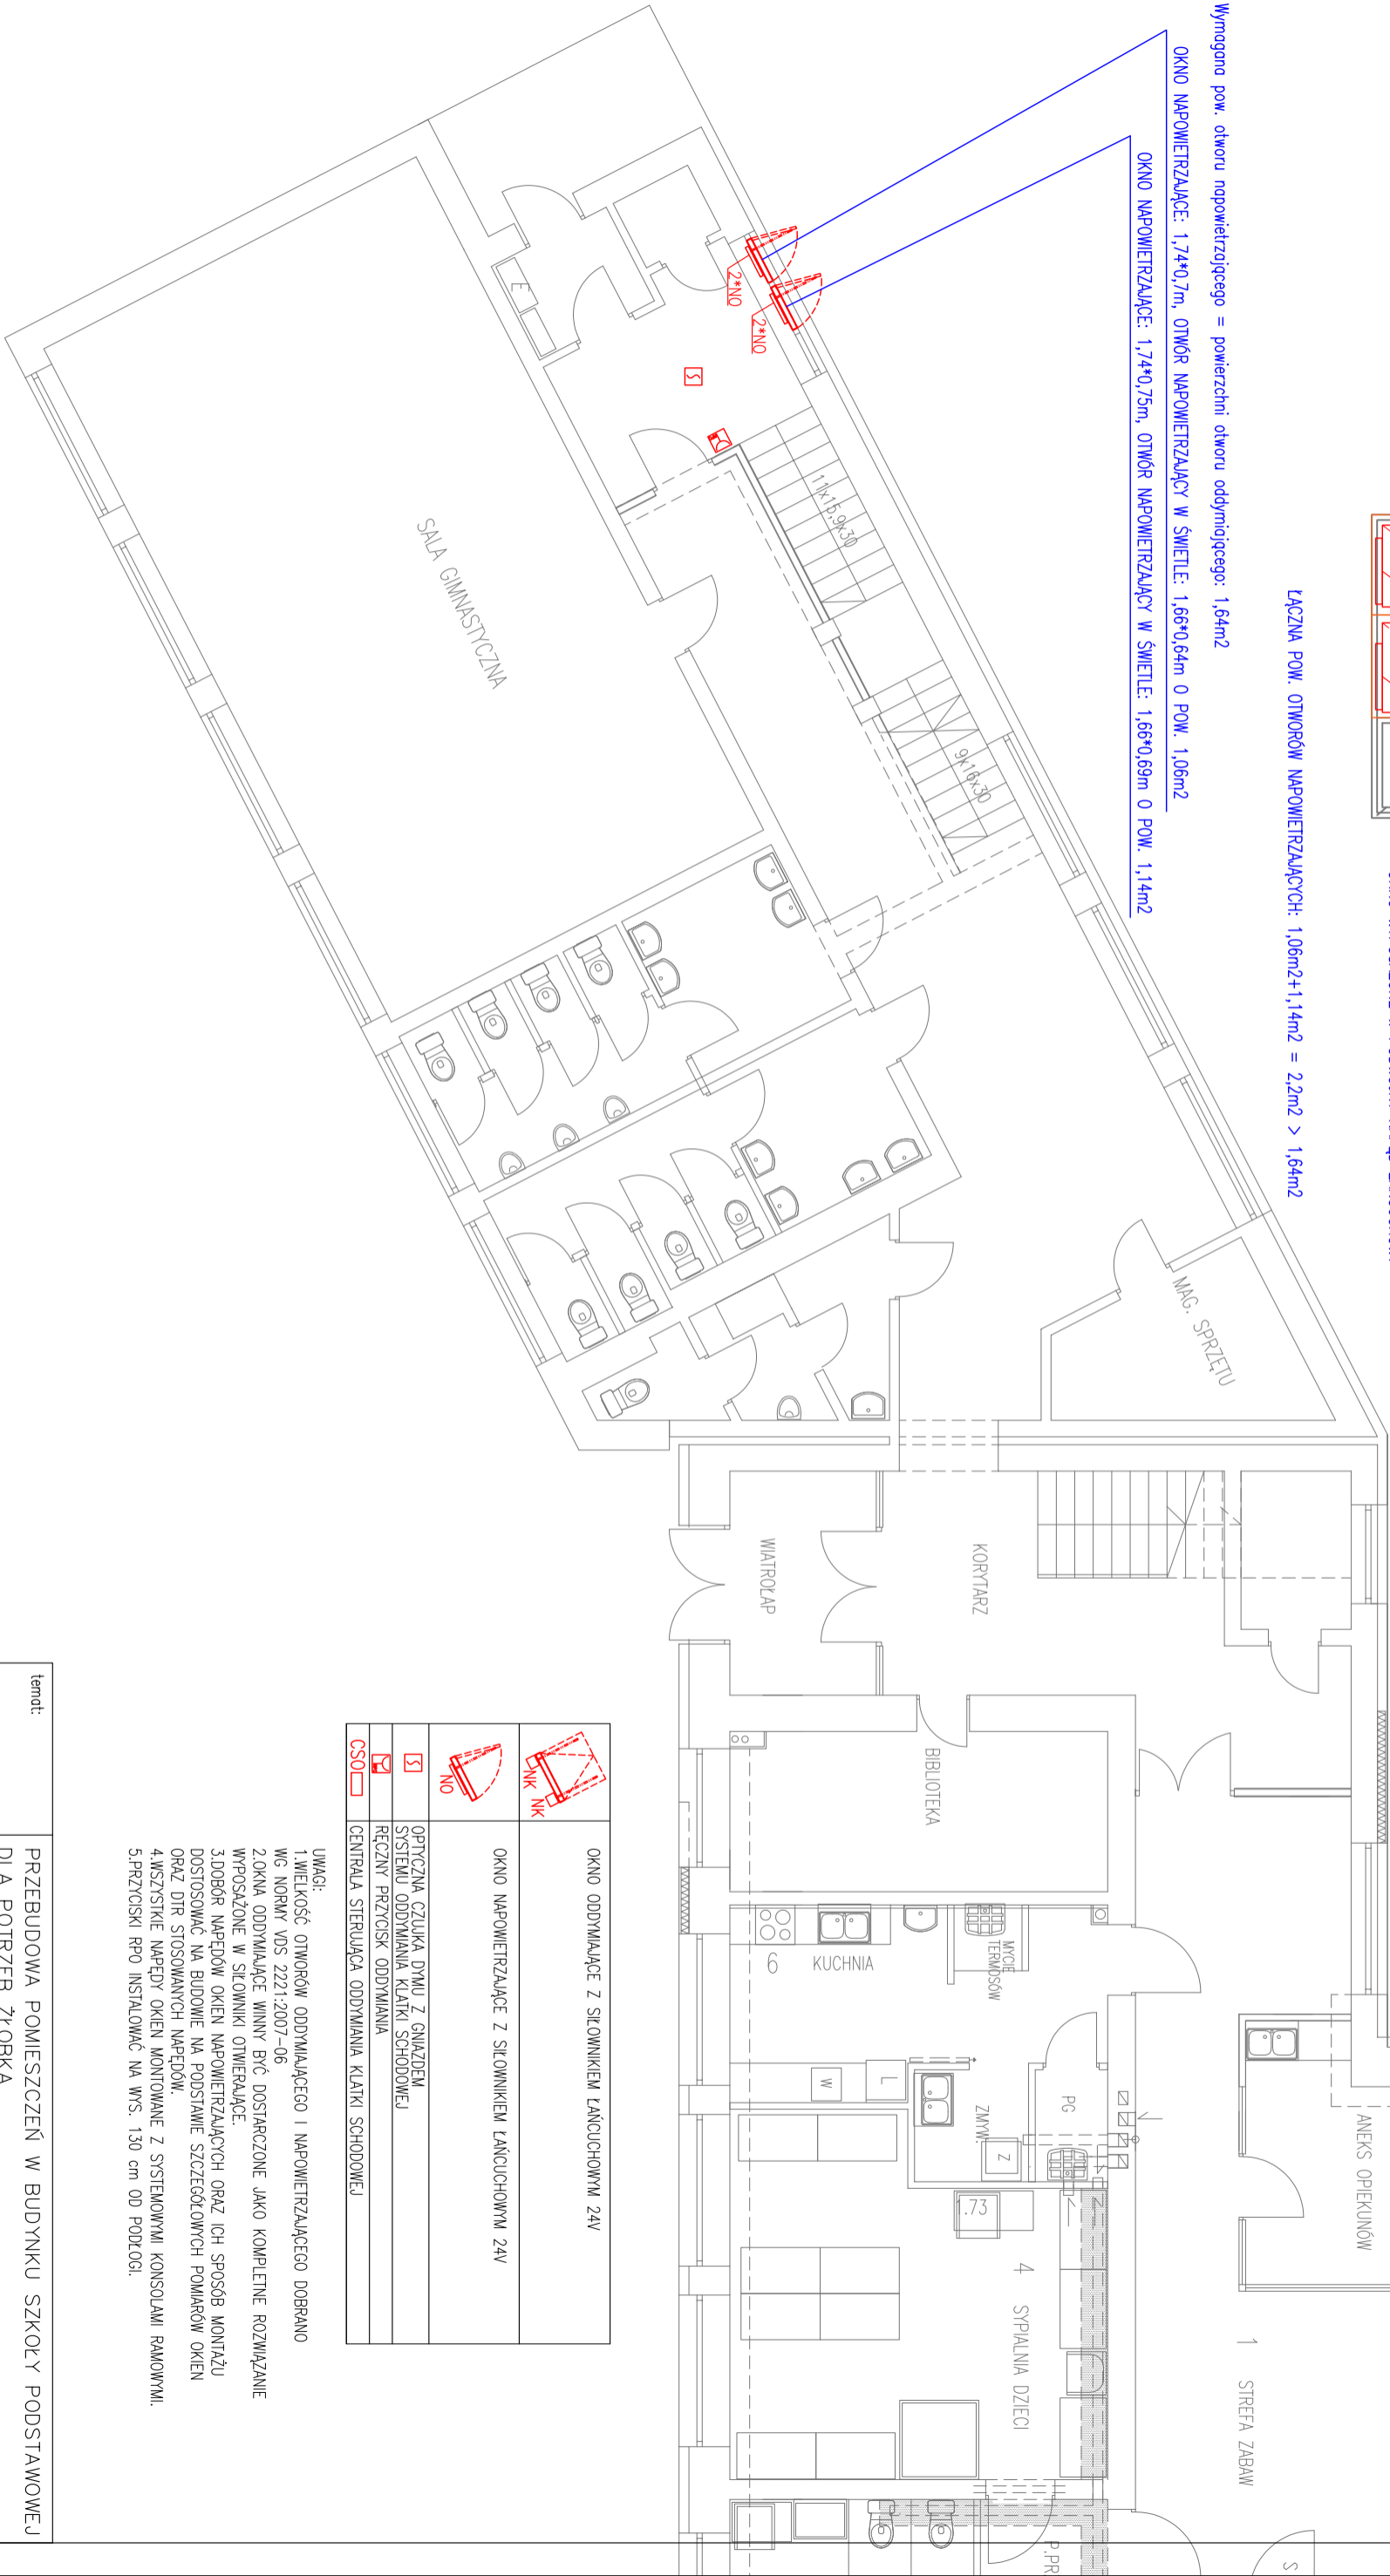 ŁĄCZNA POW. OTWORÓW NAPOWIETRZAJĄCYCH: 1,06m2+1,14m2 = 2,2m2 > 1,64m2
Wymagana pow. otworu napowietrzającego = powierzchni otworu oddymiającego: 1,64m2
OKNO NAPOWIETRZAJĄCE: 1,74*0,7m, OTWÓR NAPOWIETRZAJĄCY W ŚWIETLE: 1,66*0,64m O POW. 1,06m2
OKNO NAPOWIETRZAJĄCE: 1,74*0,75m, OTWÓR NAPOWIETRZAJĄCY W ŚWIETLE: 1,66*0,69m O POW. 1,14m2
2*NO
2*NO
E
11x15,9x30
9x16x30
SALA GIMNASTYCZNA
MAG. SPRZĘTU
KORYTARZ
WIATROŁAP
BIBLIOTEKA
MYCIE
TERMOSÓW
6 KUCHNIA
PG
ZMYW.
Z
L
W
1.73
ANEKS OPIEKUNÓW
4 SYPIALNIA DZIECI
1 STREFA ZABAW
P.PR
S
NK
NK
OKNO ODDYMIAJĄCE Z SIŁOWNIKIEM ŁAŃCUCHOWYM 24V
NO
OKNO NAPOWIETRZAJĄCE Z SIŁOWNIKIEM ŁAŃCUCHOWYM 24V
OPTYCZNA CZUJKA DYMU Z GNIAZDEM
SYSTEMU ODDYMIANIA KLATKI SCHODOWEJ
RĘCZNY PRZYCISK ODDYMIANIA
CSO
CENTRALA STERUJĄCA ODDYMIANIA KLATKI SCHODOWEJ
UWAGI:
1.WIELKOŚĆ OTWORÓW ODDYMIAJĄCEGO I NAPOWIETRZAJĄCEGO DOBRANO
WG NORMY VDS 2221:2007-06
2.OKNA ODDYMIAJĄCE WINNY BYĆ DOSTARCZONE JAKO KOMPLETNE ROZWIĄZANIE
WYPOSAŻONE W SIŁOWNIKI OTWIERAJĄCE.
3.DOBÓR NAPĘDÓW OKIEN NAPOWIETRZAJĄCYCH ORAZ ICH SPOSÓB MONTAŻU
DOSTOSOWAĆ NA BUDOWIE NA PODSTAWIE SZCZEGÓŁOWYCH POMIARÓW OKIEN
ORAZ DTR STOSOWANYCH NAPĘDÓW.
4.WSZYSTKIE NAPĘDY OKIEN MONTOWANE Z SYSTEMOWYMI KONSOLAMI RAMOWYMI.
5.PRZYCISKI RPO INSTALOWAĆ NA WYS. 130 cm OD PODŁOGI.
temat:
PRZEBUDOWA POMIESZCZEŃ W BUDYNKU SZKOŁY PODSTAWOWEJ
DLA POTRZEB ŻŁOBKA